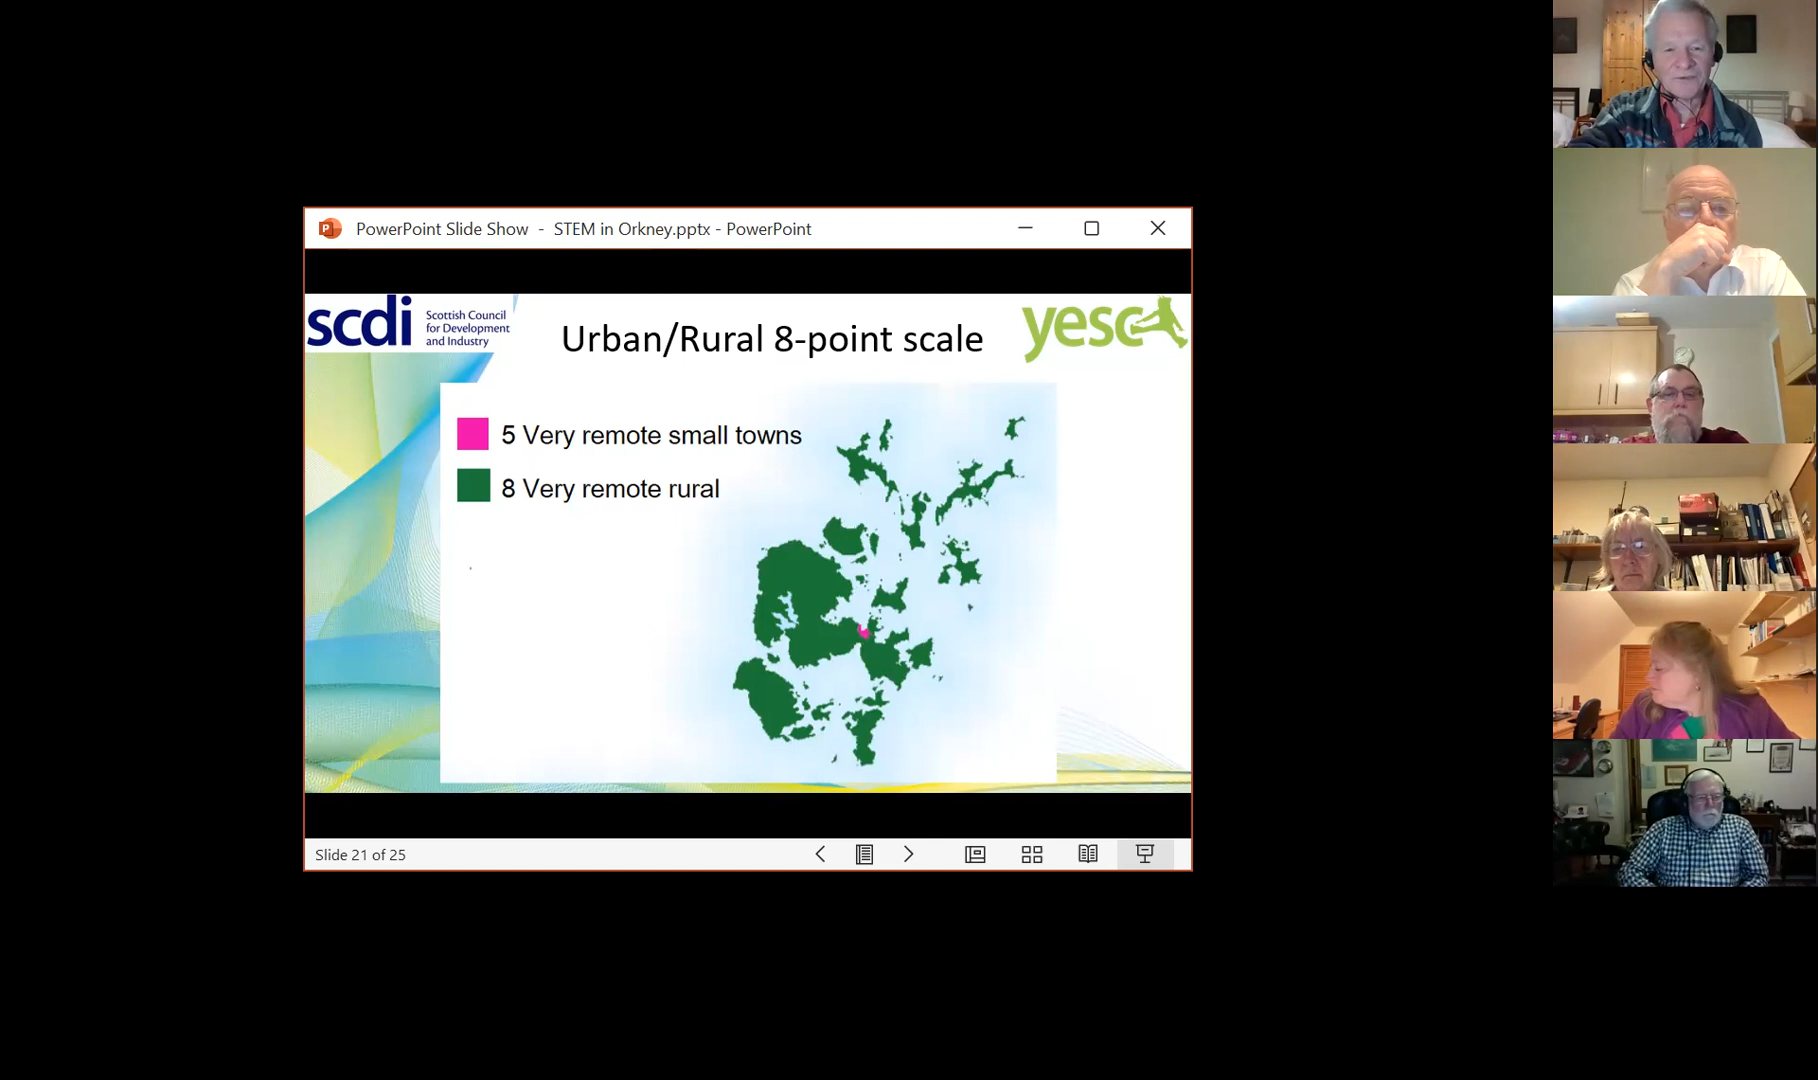 PowerPoint Slide Show - STEM in Orkney.pptx - PowerPoint
scdi
Scottish Council
for Development
and Industry
Urban/Rural 8-point scale
yesc
5 Very remote small towns
8 Very remote rural
Slide 21 of 25